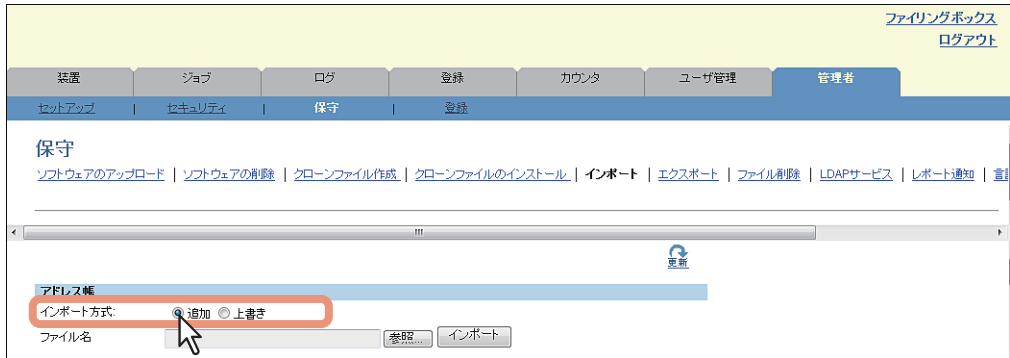 ファイリングボックス
ログアウト
装置 ジョブ ログ 登録 カウンタ ユーザ管理 管理者
セットアップ | セキュリティ | 保守 | 登録
保守
ソフトウェアのアップロード | ソフトウェアの削除 | クローンファイル作成 | クローンファイルのインストール | インポート | エクスポート | ファイル削除 | LDAPサービス | レポート通知 |
更新
アドレス帳
インポート方式: 追加 上書き
ファイル名 参照... インポート